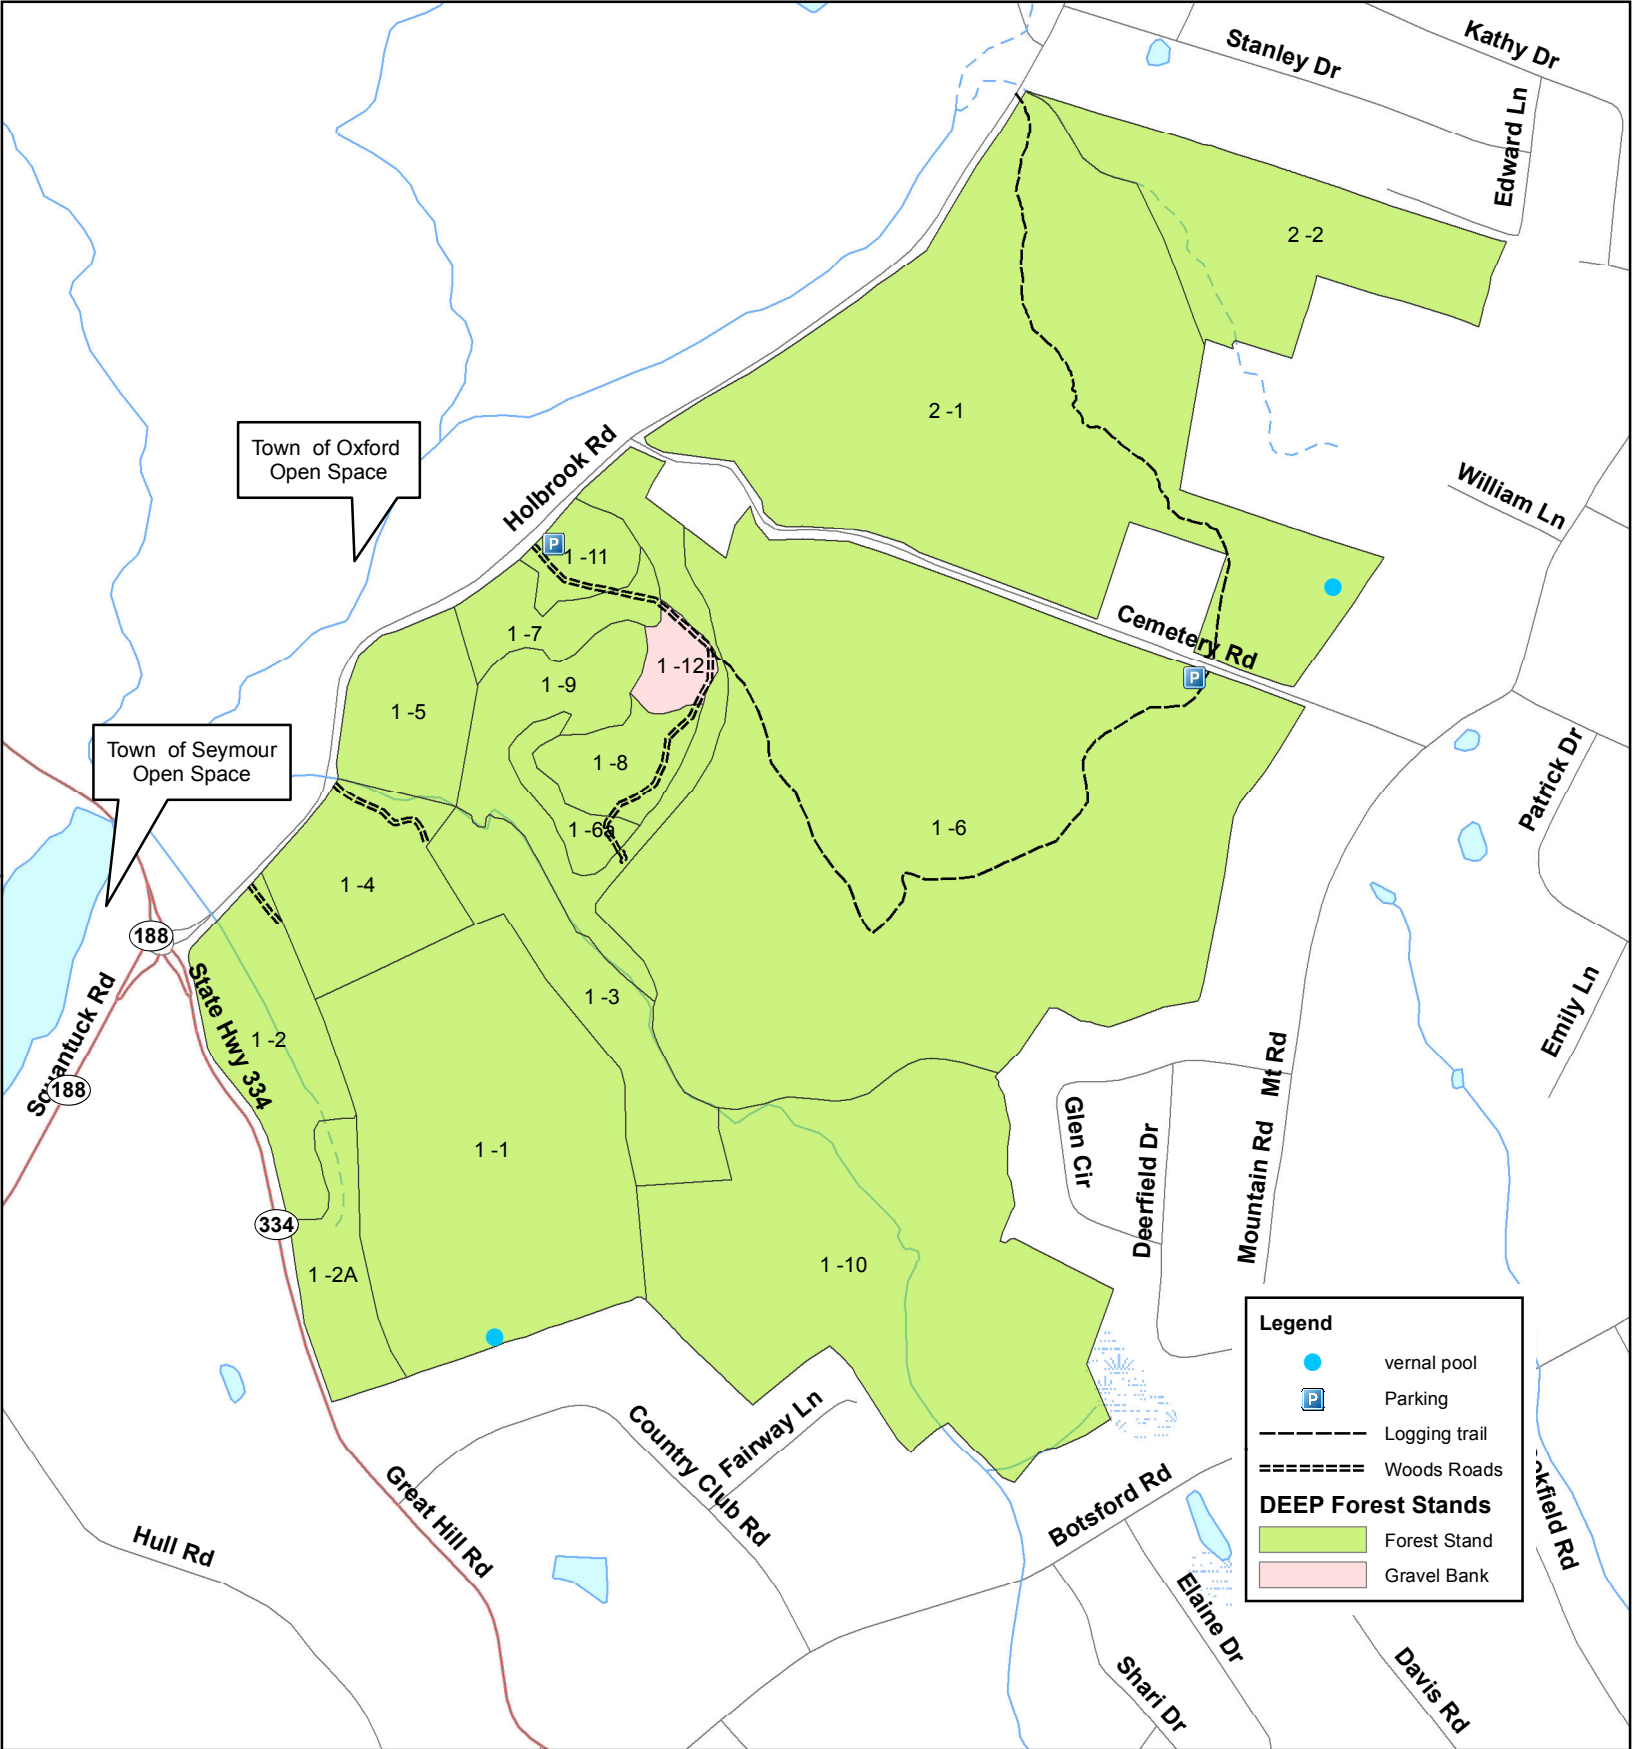 Kathy Dr
Stanley Dr
Edward Ln
2 -2
2 -1
Town of Oxford
Open Space
Holbrook Rd
William Ln
P
1 -11
Cemetery Rd
1 -7
1 -12
P
1 -9
1 -5
Town of Seymour
Open Space
1 -8
Patrick Dr
1 -6a
1 -6
1 -4
188
State Hwy 334
1 -3
Squantuck Rd
188
1 -2
Emily Ln
Mt Rd
Glen Cir
Deerfield Dr
Mountain Rd
1 -1
334
1 -10
1 -2A
Legend
vernal pool
P
Parking
Logging trail
Woods Roads
DEEP Forest Stands
Forest Stand
Gravel Bank
Country Club Rd
Fairway Ln
Great Hill Rd
Botsford Rd
Hull Rd
Elaine Dr
Shari Dr
Davis Rd
okfield Rd